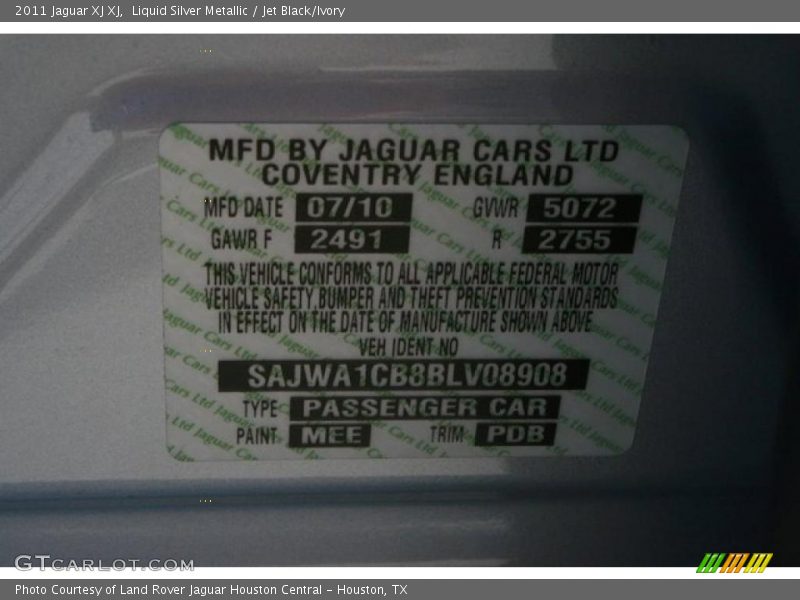 2011 Jaguar XJ XJ,  Liquid Silver Metallic / Jet Black/Ivory
MFD BY JAGUAR CARS LTD
COVENTRY ENGLAND
MFD DATE 07/10 GVWR 5072
GAWR F 2491 R 2755
THIS VEHICLE CONFORMS TO ALL APPLICABLE FEDERAL MOTOR
VEHICLE SAFETY, BUMPER AND THEFT PREVENTION STANDARDS
IN EFFECT ON THE DATE OF MANUFACTURE SHOWN ABOVE
VEH IDENT NO
SAJWA1CB8BLV08908
TYPE PASSENGER CAR
PAINT MEE TRIM PDB
GTCARLOT.COM
Photo Courtesy of Land Rover Jaguar Houston Central – Houston, TX